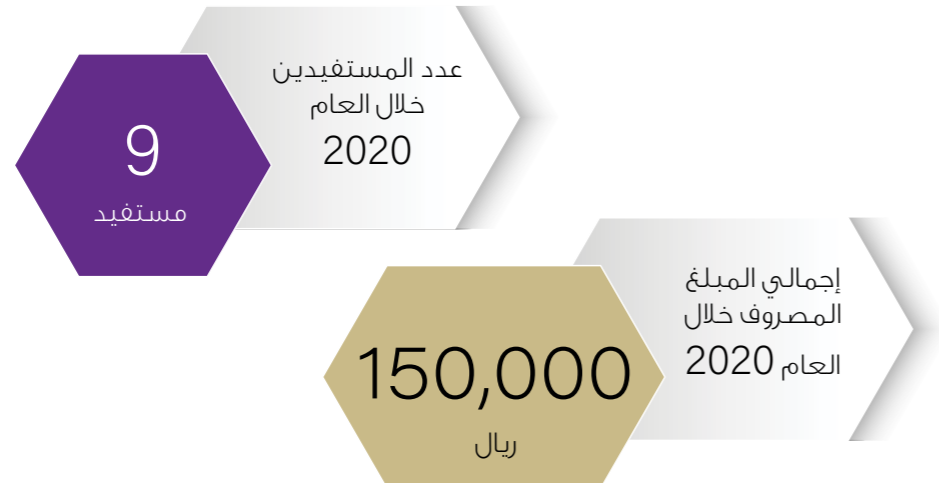 عدد المستفيدين
خلال العام
2020
9
مستفيد
إجمالي المبلغ
المصروف خلال
العام 2020
150,000
ريال